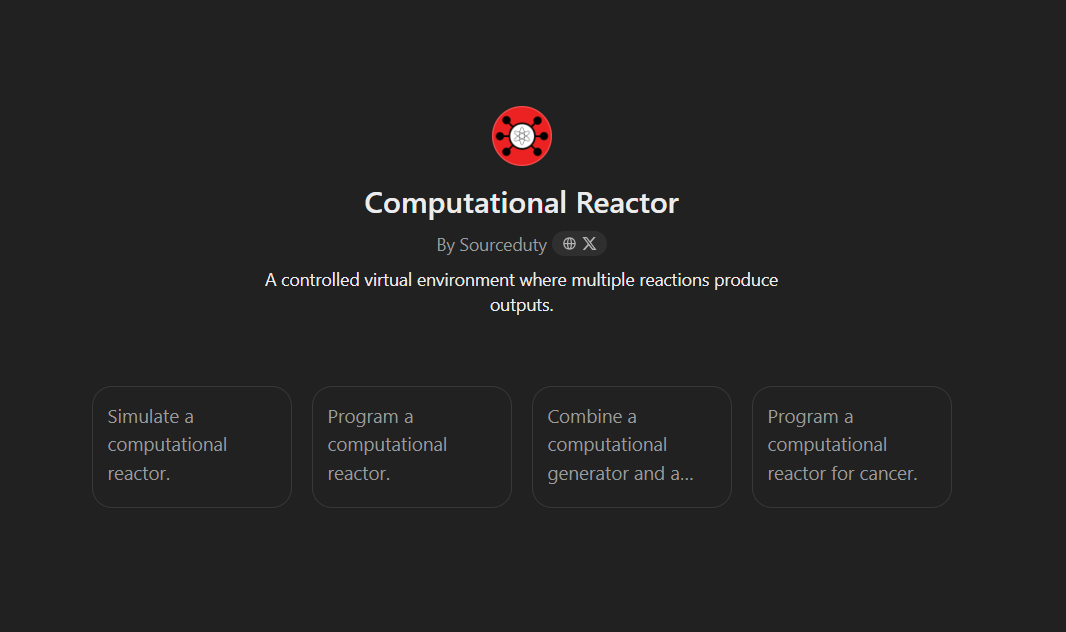 Computational Reactor
By Sourceduty
A controlled virtual environment where multiple reactions produce
outputs.
Simulate a
computational
reactor.
Program a
computational
reactor.
Combine a
computational
generator and a...
Program a
computational
reactor for cancer.